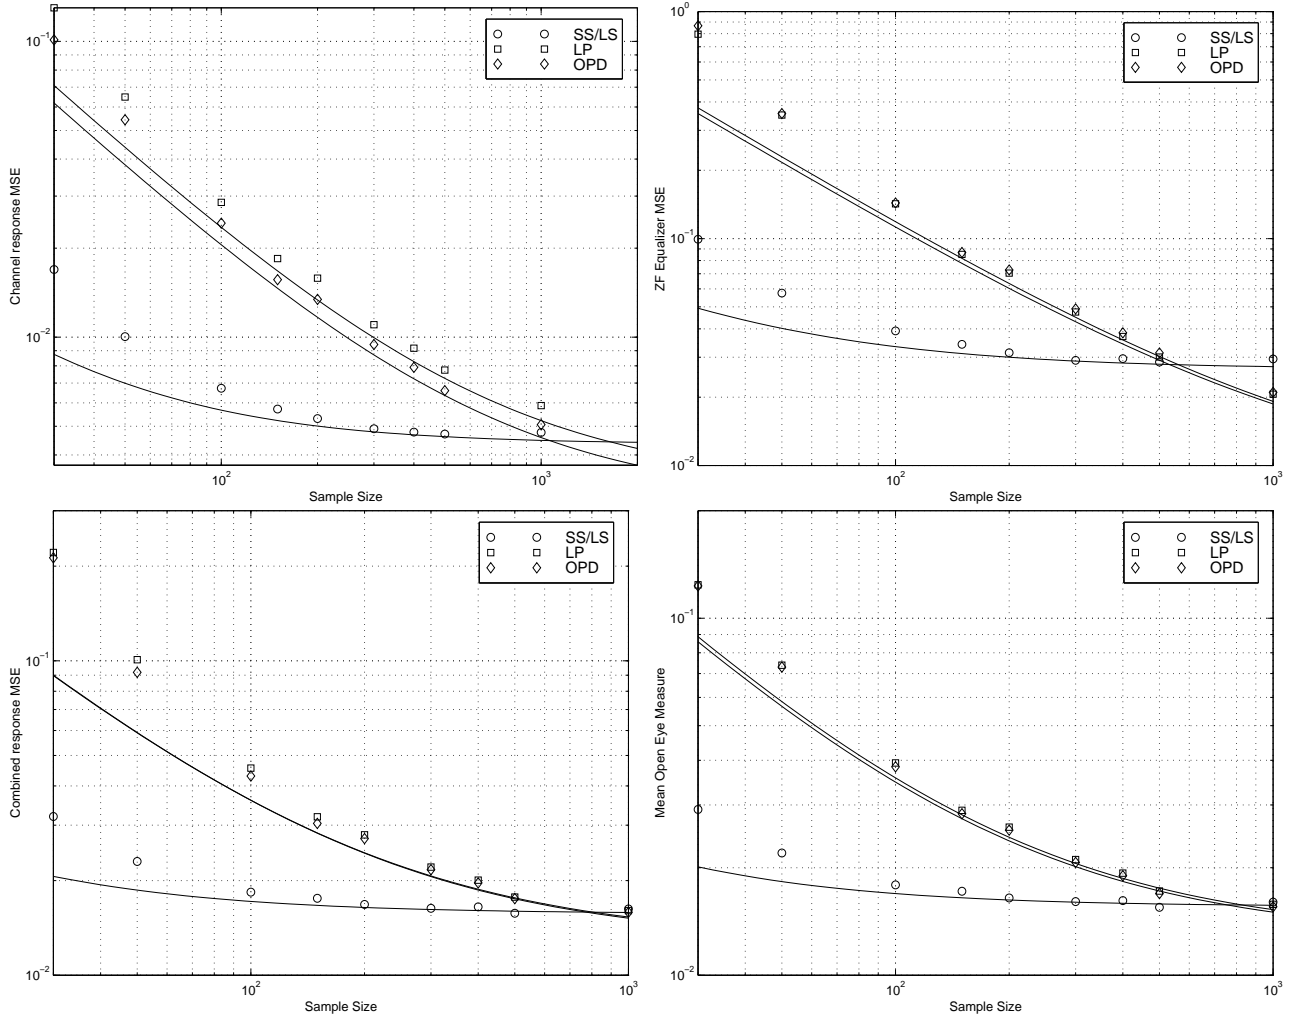 10^-1
10^-2
Channel response MSE
10^2
10^3
Sample Size
SS/LS
LP
OPD
10^0
10^-1
10^-2
ZF Equalizer MSE
10^2
10^3
Sample Size
SS/LS
LP
OPD
10^-1
10^-2
Combined response MSE
10^2
10^3
Sample Size
SS/LS
LP
OPD
10^-1
10^-2
Mean Open Eye Measure
10^2
10^3
Sample Size
SS/LS
LP
OPD